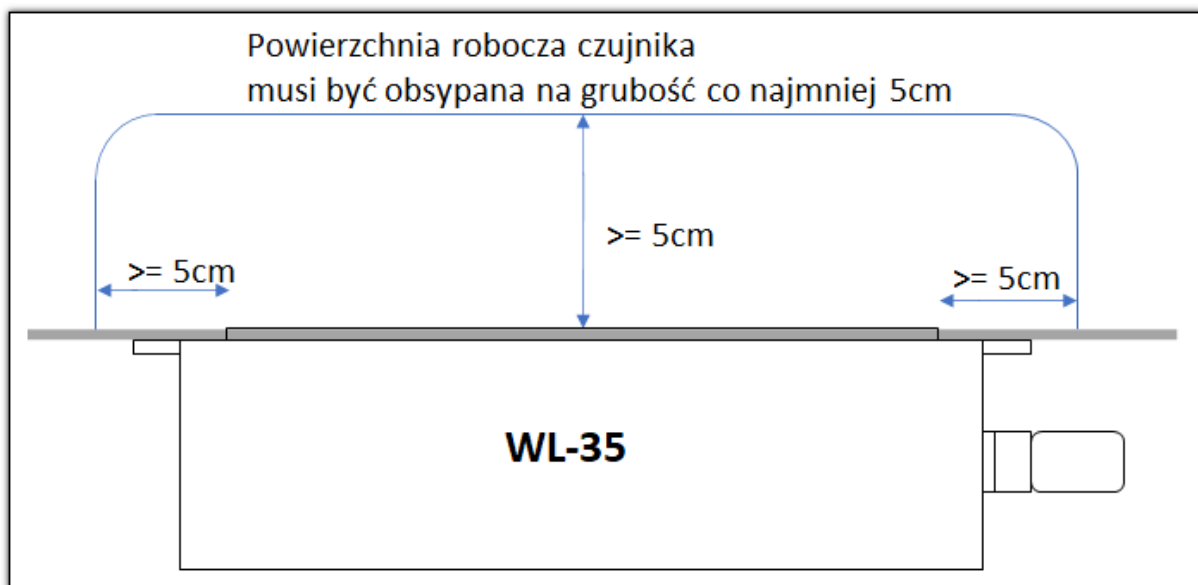 Powierzchnia robocza czujnika
musi być obsypana na grubość co najmniej 5cm
>= 5cm
>= 5cm
>= 5cm
WL-35